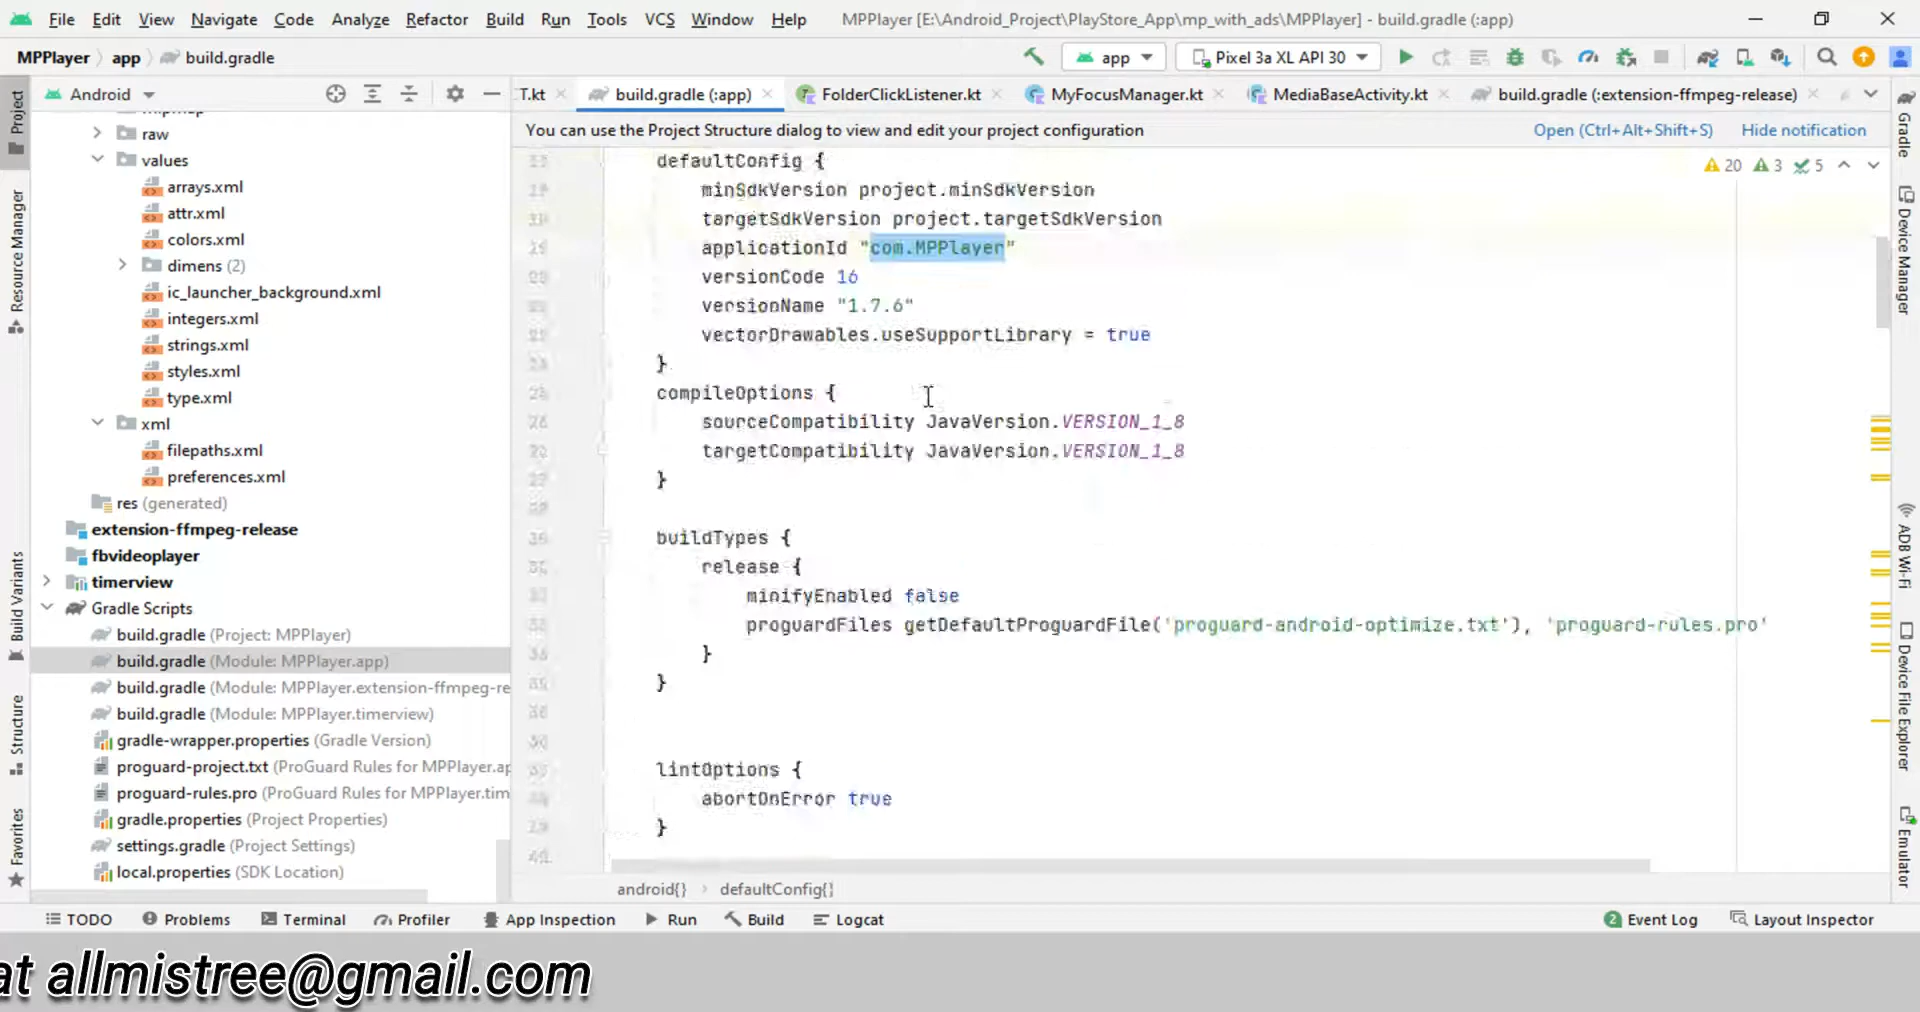 File Edit View Navigate Code Analyze Refactor Build Run Tools VCS Window Help MPPlayer [E:\Android_Project\PlayStore_App\mp_with_ads\MPPlayer] - build.gradle (:app)
MPPlayer app build.gradle
app Pixel 3a XL API 30
Android
T.kt build.gradle (:app) FolderClickListener.kt MyFocusManager.kt MediaBaseActivity.kt build.gradle (:extension-ffmpeg-release)
You can use the Project Structure dialog to view and edit your project configuration Open (Ctrl+Alt+Shift+S) Hide notification
20 3 5
raw
values
arrays.xml
attr.xml
colors.xml
dimens (2)
ic_launcher_background.xml
integers.xml
strings.xml
styles.xml
type.xml
xml
filepaths.xml
preferences.xml
res (generated)
extension-ffmpeg-release
fbvideoplayer
timerview
Gradle Scripts
build.gradle (Project: MPPlayer)
build.gradle (Module: MPPlayer.app)
build.gradle (Module: MPPlayer.extension-ffmpeg-re
build.gradle (Module: MPPlayer.timerview)
gradle-wrapper.properties (Gradle Version)
proguard-project.txt (ProGuard Rules for MPPlayer.ap
proguard-rules.pro (ProGuard Rules for MPPlayer.tim
gradle.properties (Project Properties)
settings.gradle (Project Settings)
local.properties (SDK Location)
defaultConfig {
minSdkVersion project.minSdkVersion
targetSdkVersion project.targetSdkVersion
applicationId "com.MPPlayer"
versionCode 16
versionName "1.7.6"
vectorDrawables.useSupportLibrary = true
}
compileOptions {
sourceCompatibility JavaVersion.VERSION_1_8
targetCompatibility JavaVersion.VERSION_1_8
}
buildTypes {
release {
minifyEnabled false
proguardFiles getDefaultProguardFile('proguard-android-optimize.txt'), 'proguard-rules.pro'
}
}
lintOptions {
abortOnError true
}
android{} defaultConfig{}
Project
Resource Manager
Build Variants
Structure
Favorites
Gradle
Device Manager
ADB Wi-Fi
Device File Explorer
Emulator
TODO Problems Terminal Profiler App Inspection Run Build Logcat 2 Event Log Layout Inspector
at allmistree@gmail.com